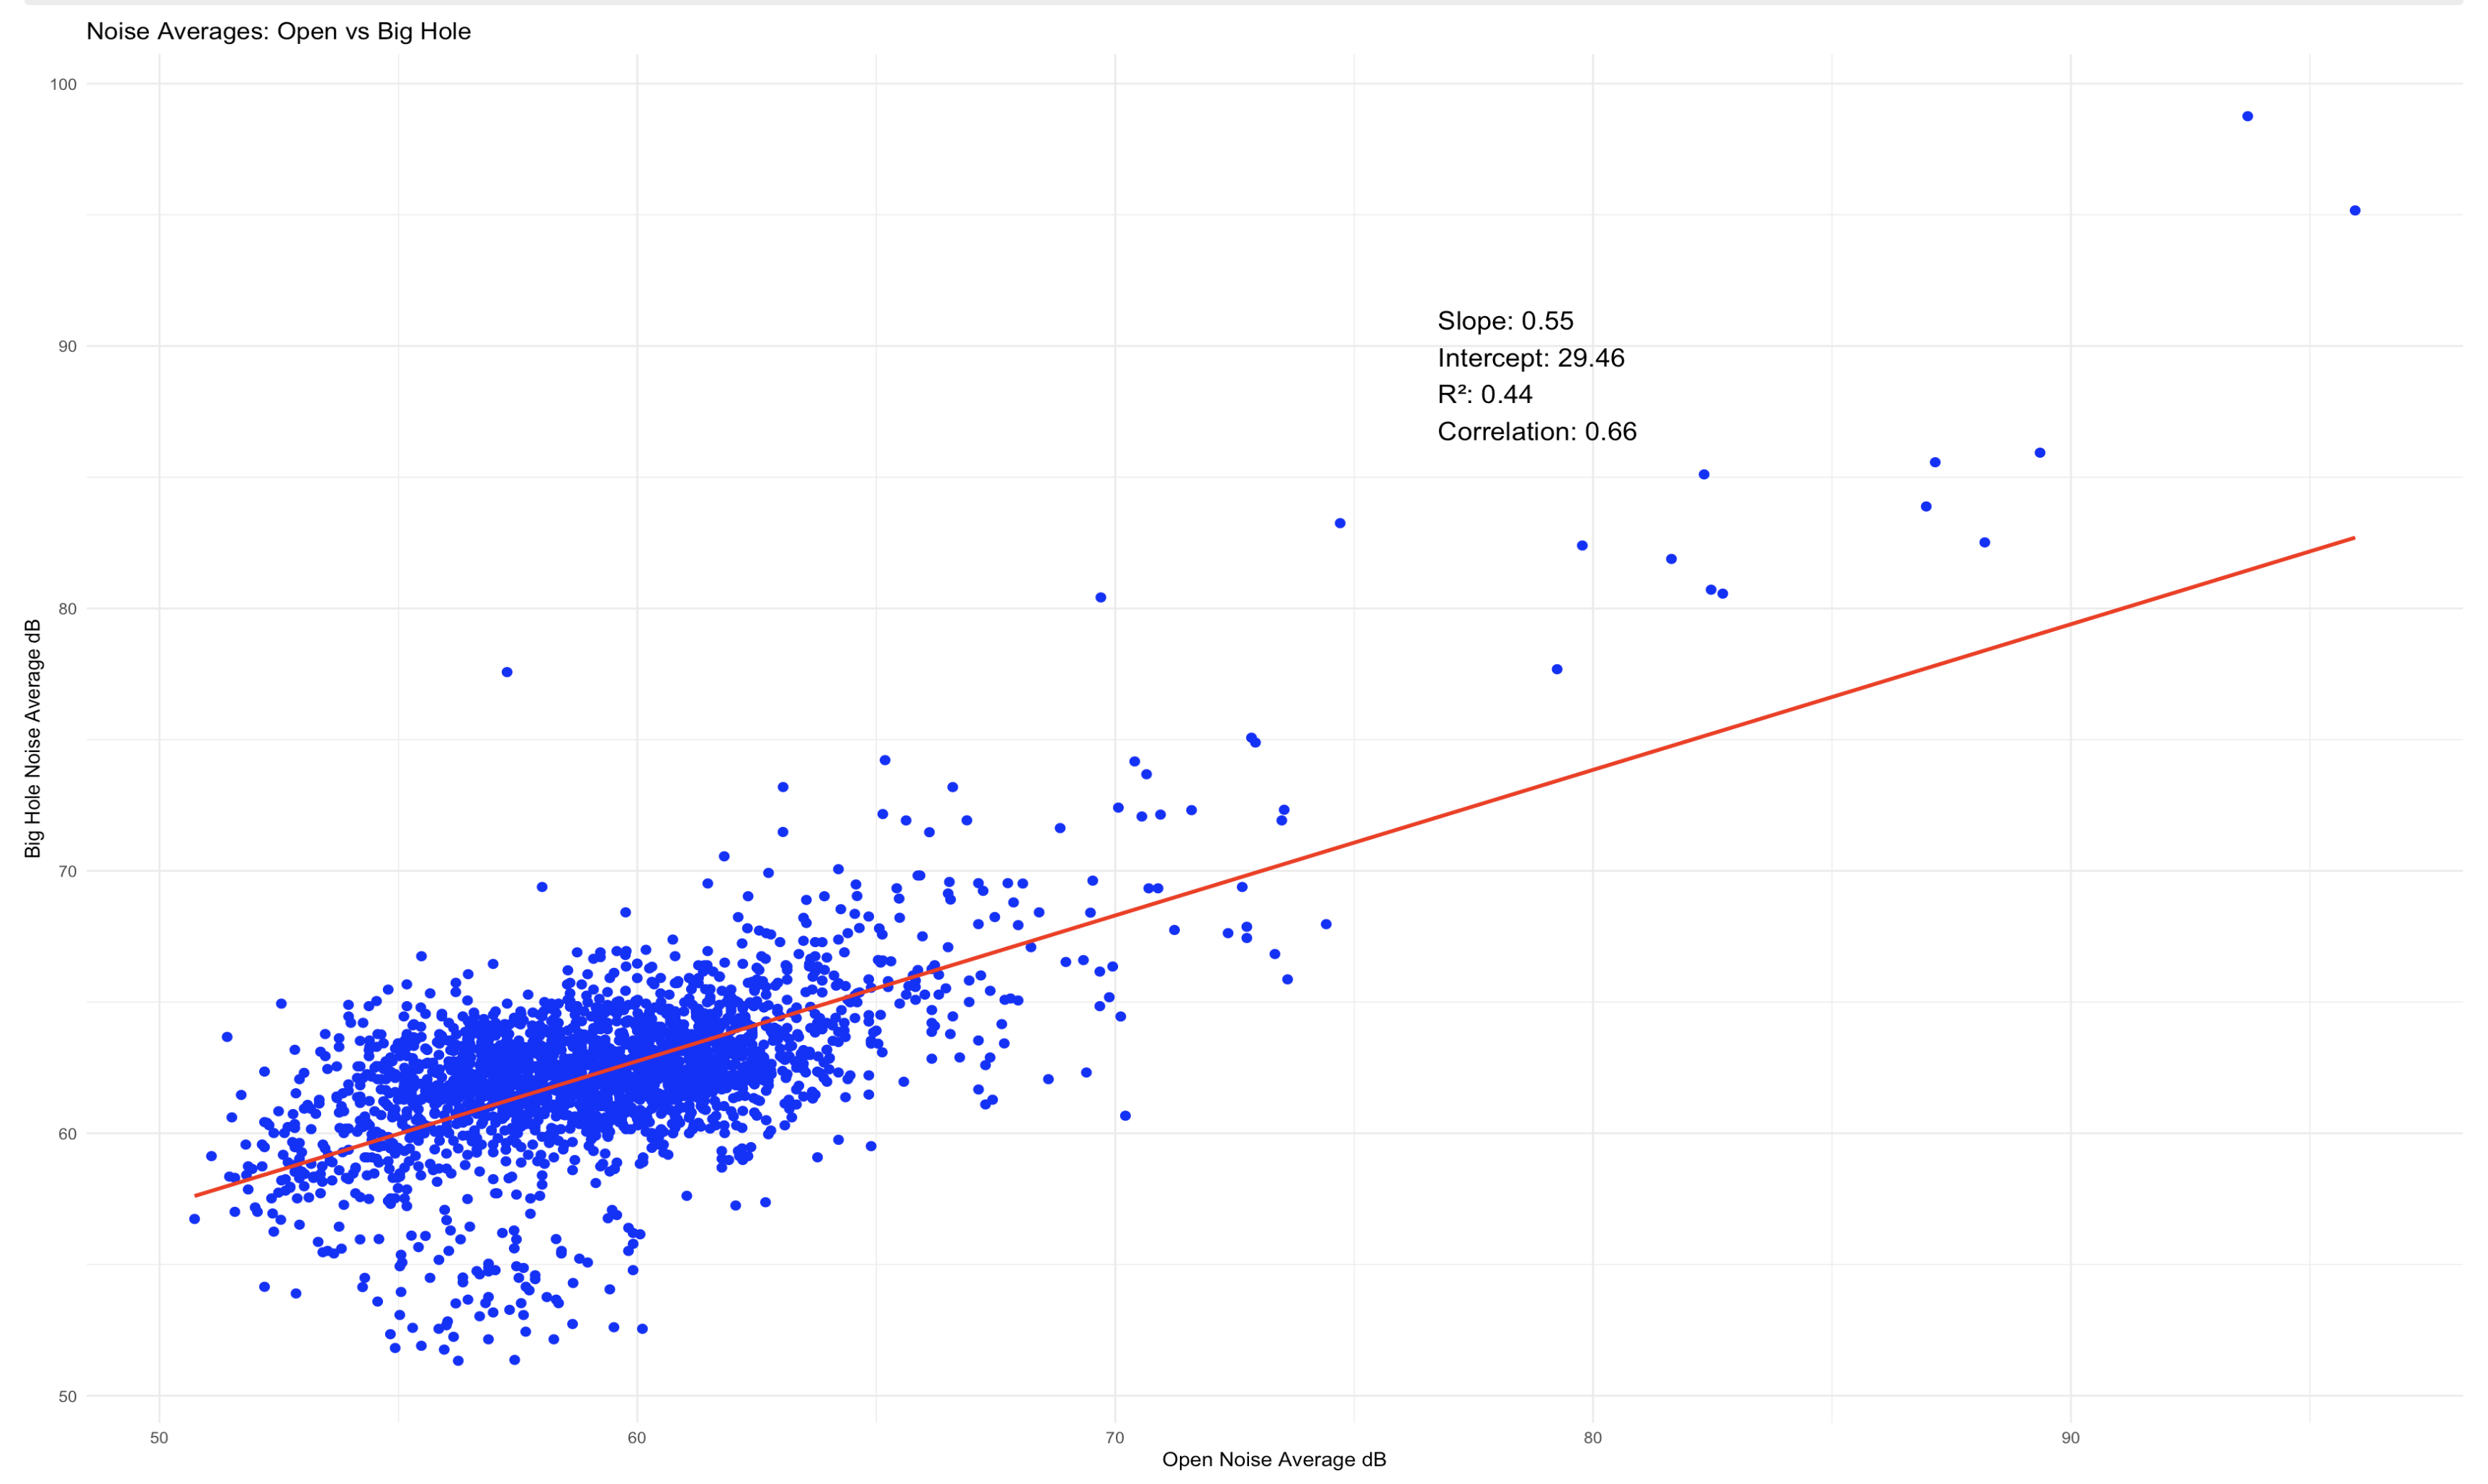 Noise Averages: Open vs Big Hole
100
90
80
70
60
50
Big Hole Noise Average dB
Slope: 0.55
Intercept: 29.46
R²: 0.44
Correlation: 0.66
50 60 70 80 90
Open Noise Average dB